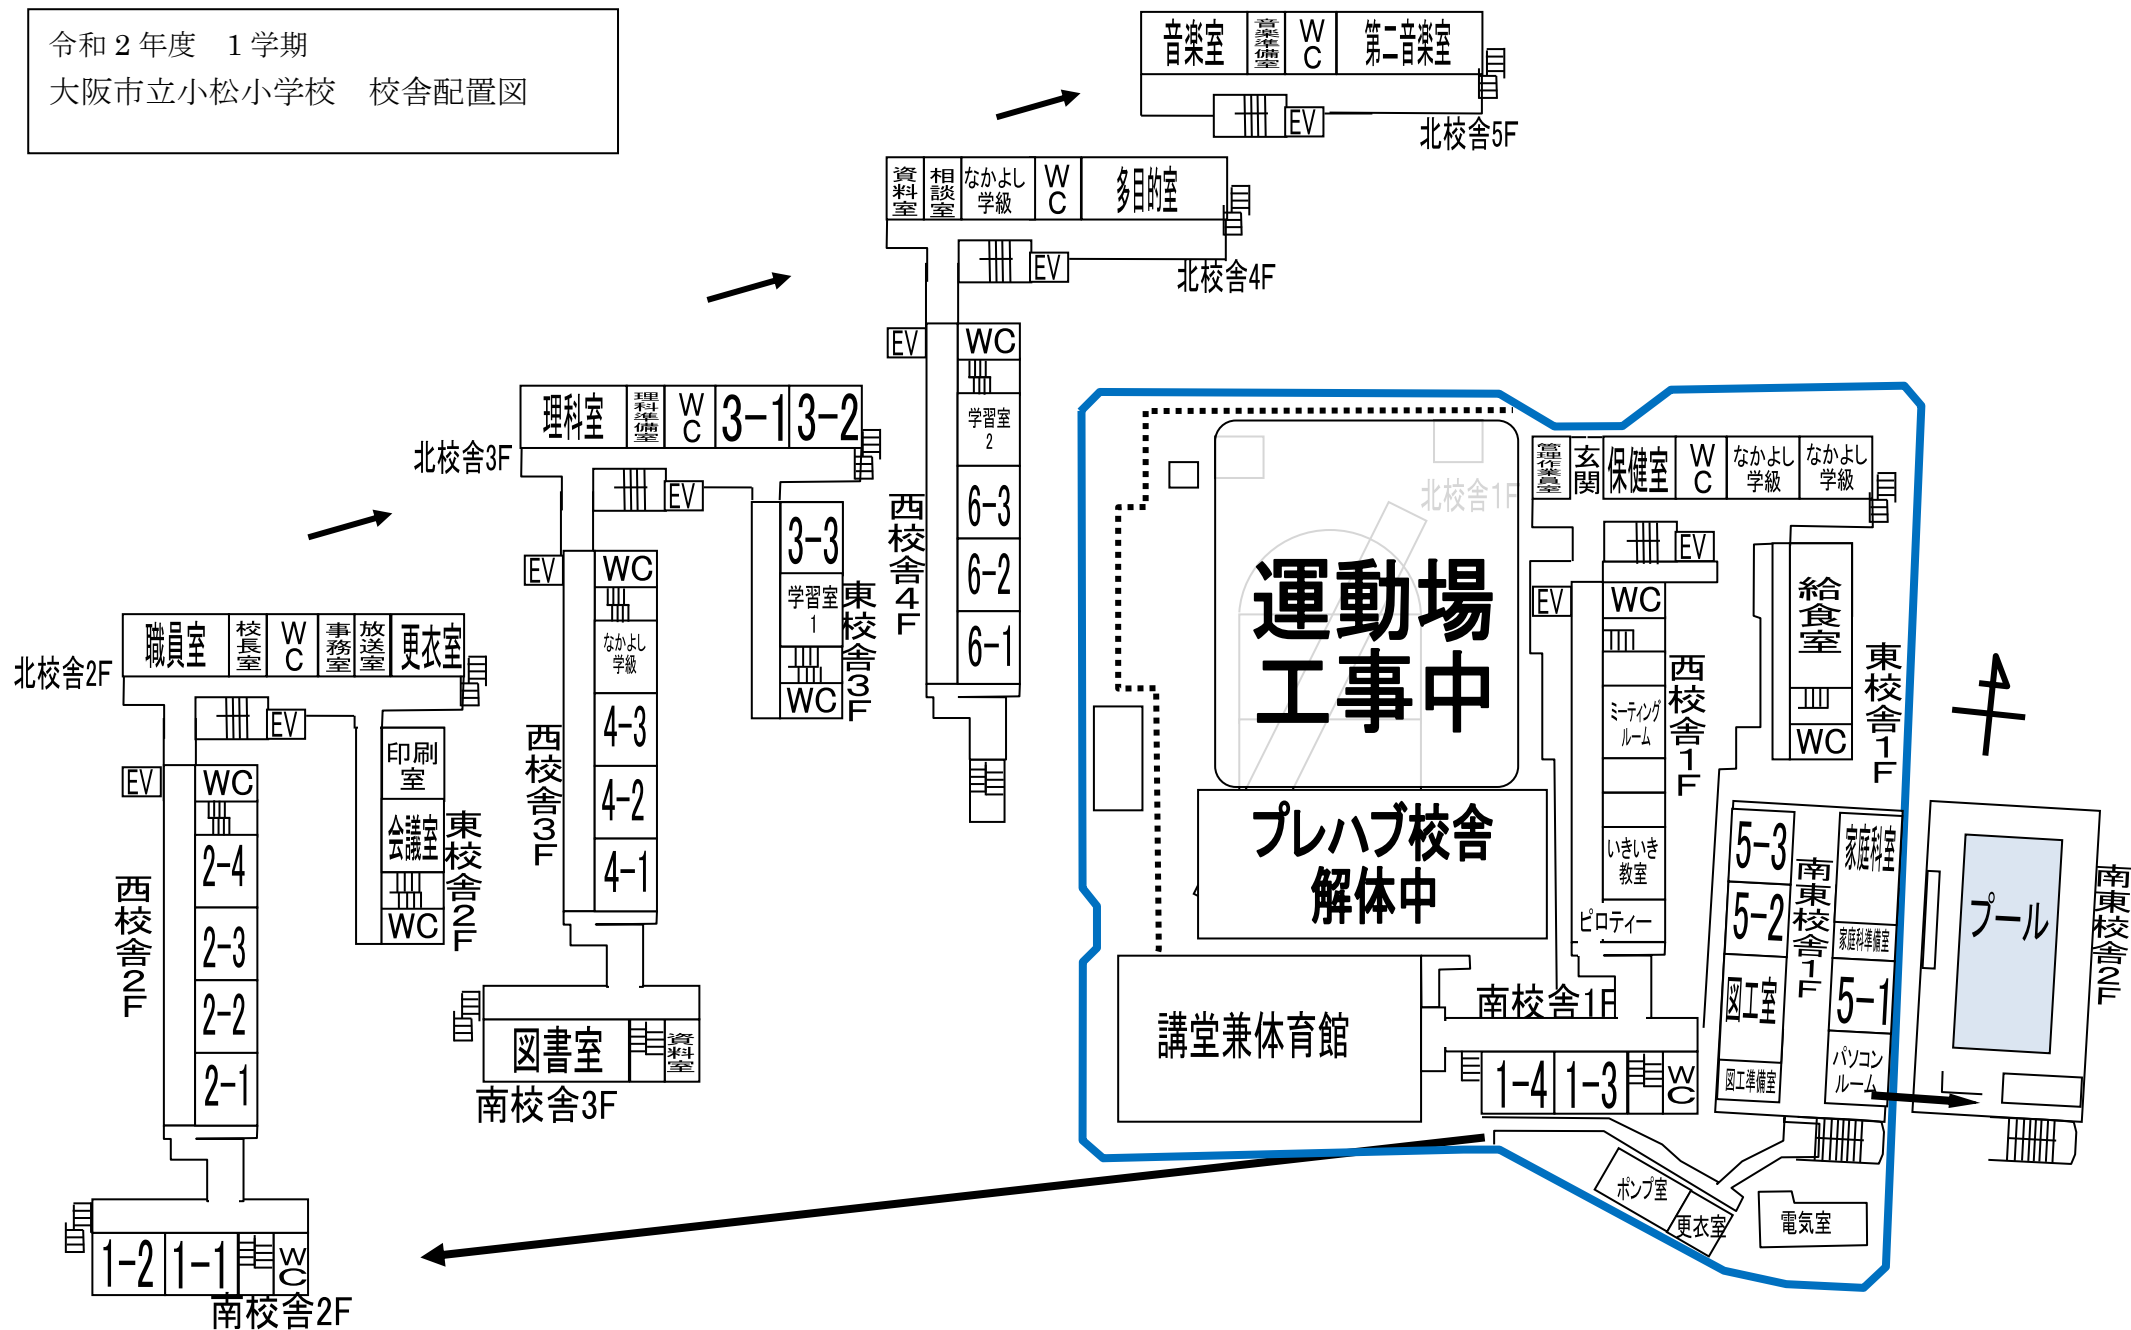 令和2年度　1学期
大阪市立小松小学校　校舎配置図
音楽室
音楽準備室
WC
第二音楽室
EV
北校舎5F
資料室
相談室
なかよし
学級
WC
多目的室
EV
北校舎4F
EV
WC
学習室
2
6-3
6-2
6-1
西校舎4F
北校舎3F
理科室
理科準備室
WC
3-1
3-2
EV
3-3
学習室
1
WC
東校舎3F
EV
WC
なかよし
学級
4-3
4-2
4-1
西校舎3F
図書室
資料室
南校舎3F
北校舎2F
職員室
校長室
WC
事務室
放送室
更衣室
EV
印刷
室
会議室
WC
東校舎2F
EV
WC
2-4
2-3
2-2
2-1
西校舎2F
1-2
1-1
WC
南校舎2F
北校舎1F
運動場
工事中
プレハブ校舎
解体中
講堂兼体育館
管理作業員室
玄関
保健室
WC
なかよし
学級
なかよし
学級
EV
EV
WC
ミーティング
ルーム
いきいき
教室
ピロティー
西校舎1F
給食室
WC
東校舎1F
南校舎1F
1-4
1-3
WC
5-3
5-2
図工室
図工準備室
南東校舎1F
家庭科室
家庭科準備室
5-1
パソコン
ルーム
プール
南東校舎2F
ポンプ室
更衣室
電気室